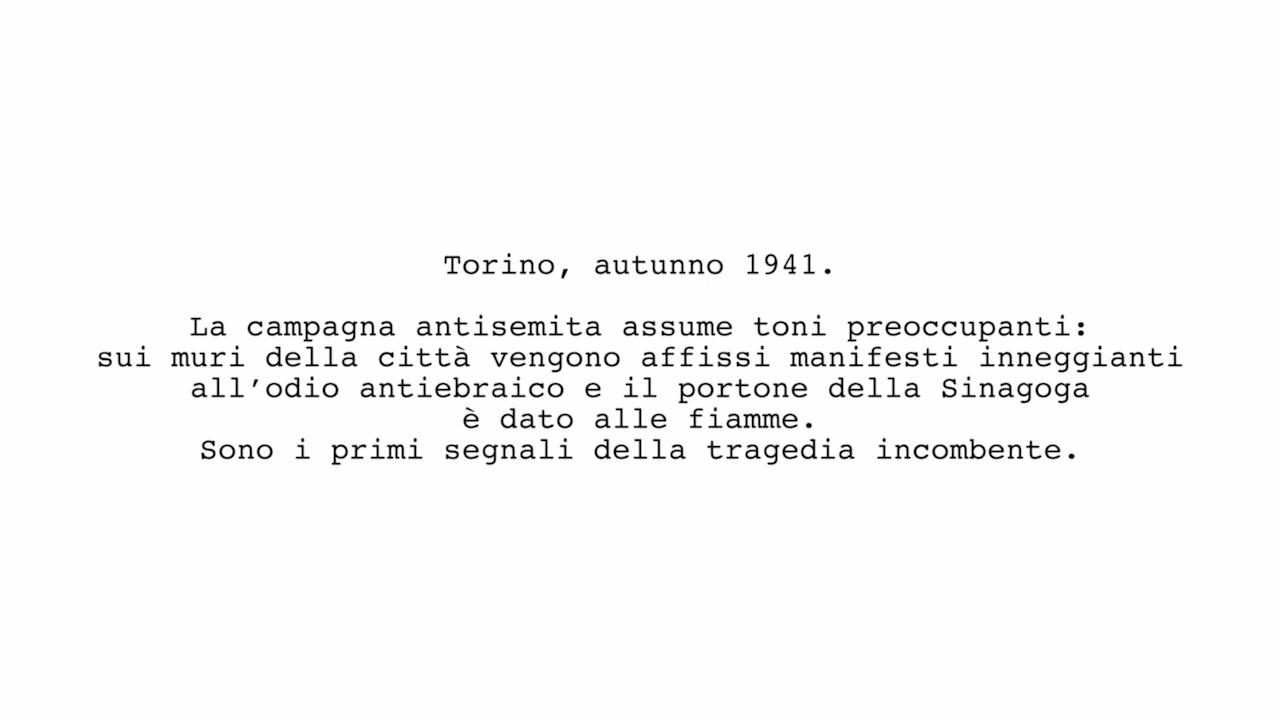 Torino, autunno 1941.
La campagna antisemita assume toni preoccupanti:
sui muri della città vengono affissi manifesti inneggianti
all’odio antiebraico e il portone della Sinagoga
è dato alle fiamme.
Sono i primi segnali della tragedia incombente.